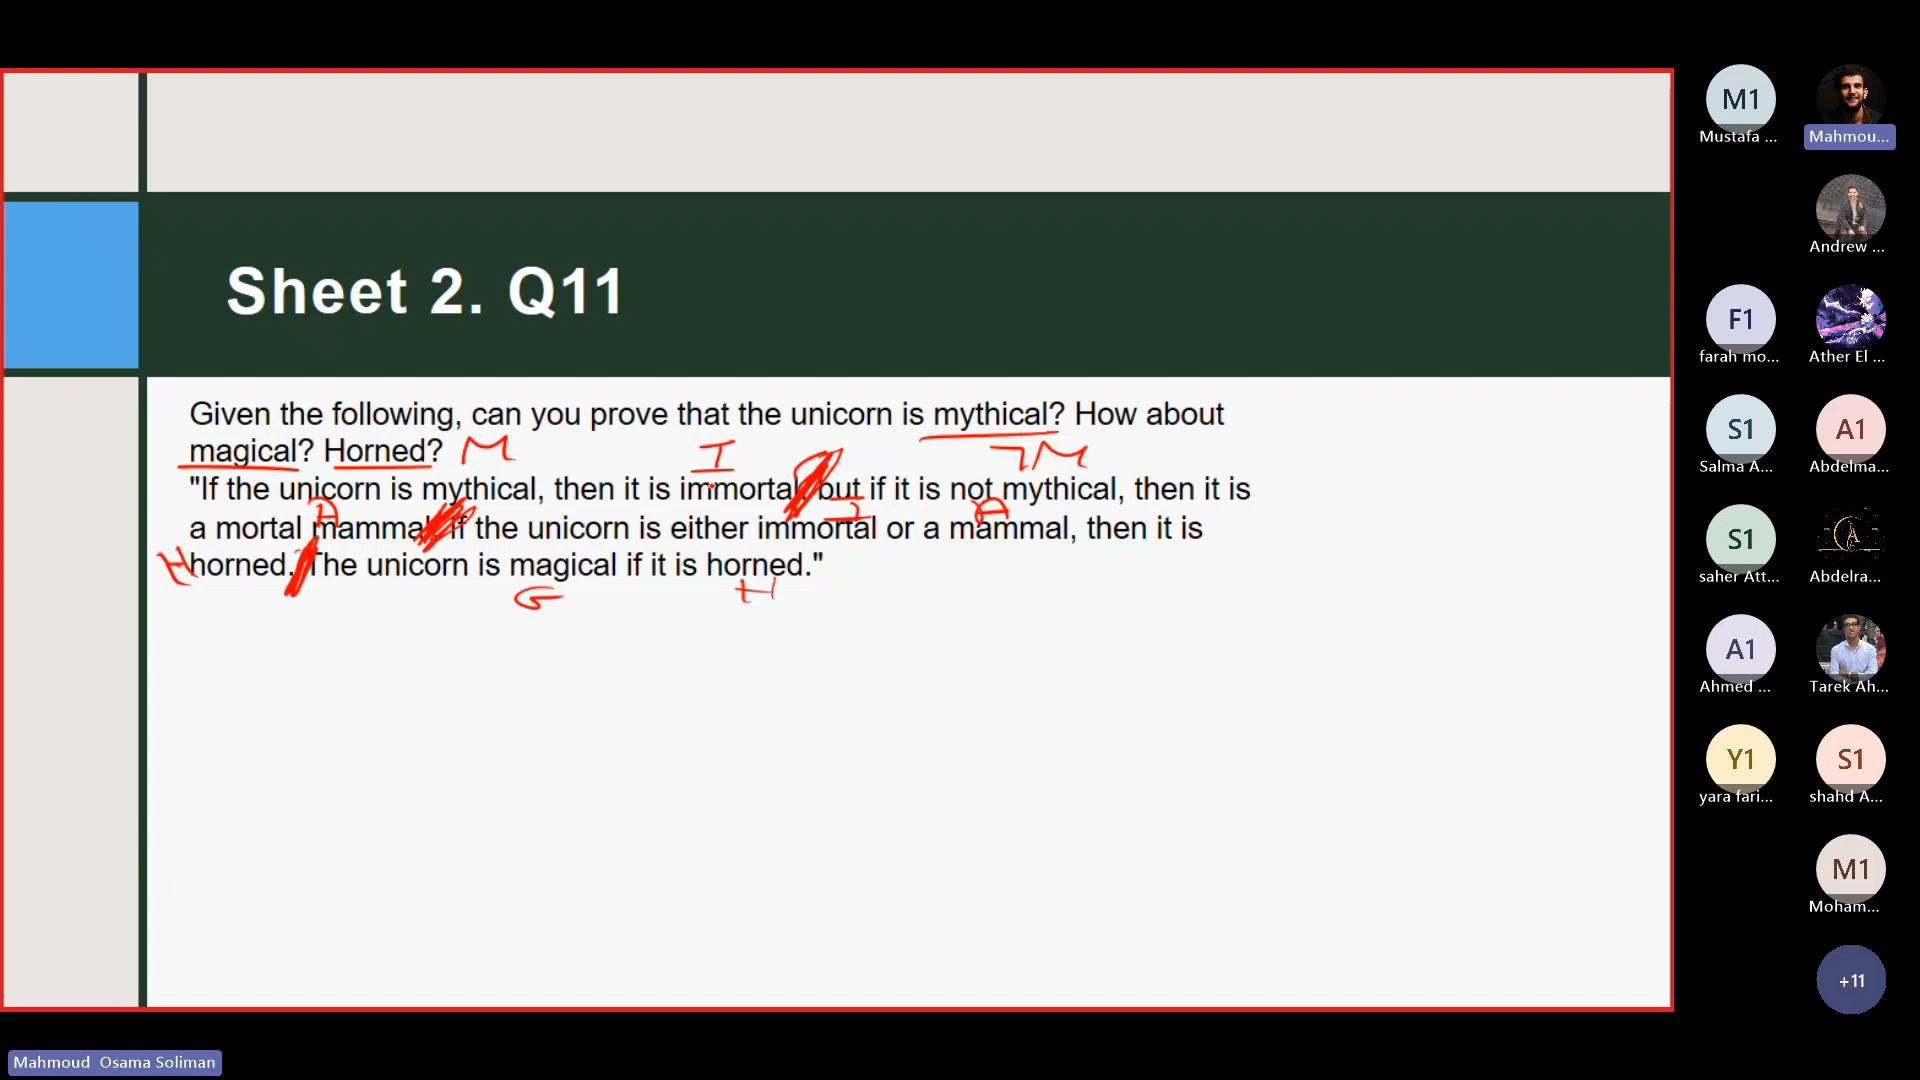 Sheet 2. Q11
Given the following, can you prove that the unicorn is mythical? How about
magical? Horned?
M I ¬M
"If the unicorn is mythical, then it is immortal, but if it is not mythical, then it is
A I A
a mortal mammal. If the unicorn is either immortal or a mammal, then it is
H
horned. The unicorn is magical if it is horned."
G H
M1
Mustafa ...
Mahmou...
Andrew ...
F1
farah mo...
Ather El ...
S1
Salma A...
A1
Abdelma...
S1
saher Att...
A
Abdelra...
A1
Ahmed ...
Tarek Ah...
Y1
yara fari...
S1
shahd A...
M1
Moham...
+11
Mahmoud Osama Soliman